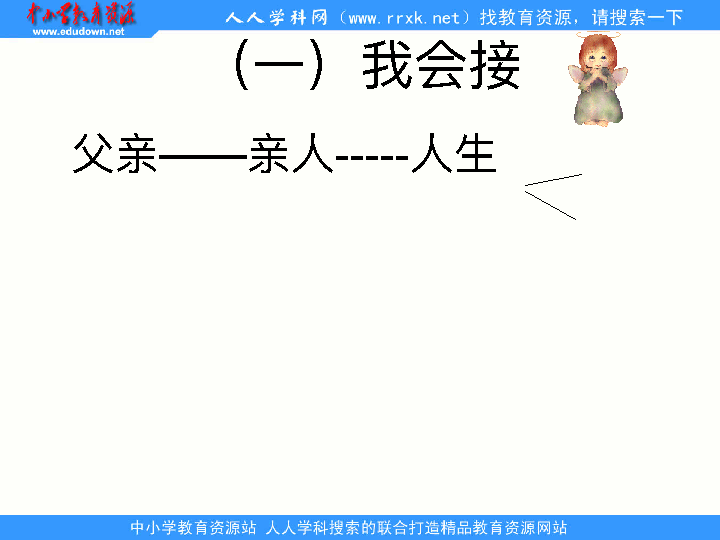 中小学教育资源
www.edudown.net
人人学科网（www.rrxk.net）找教育资源，请搜索一下
（一）我会接
父亲——亲人-----人生
中小学教育资源站 人人学科搜索的联合打造精品教育资源网站